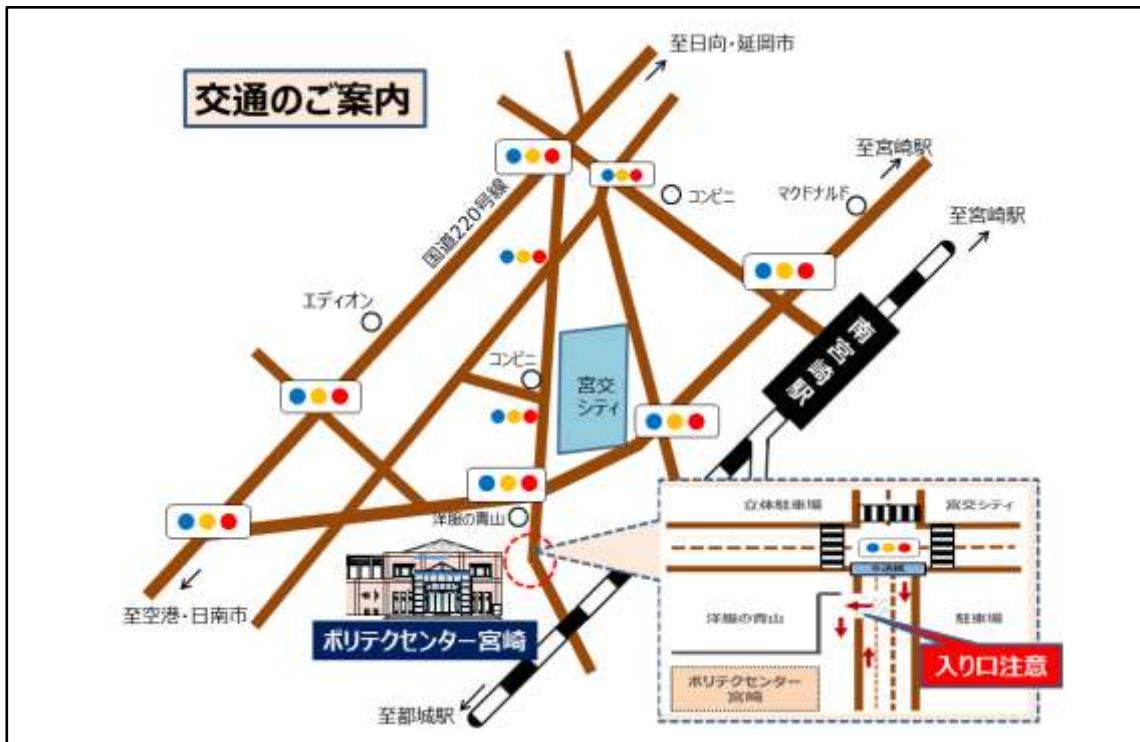 交通のご案内
至日向・延岡市
至宮崎駅
マクドナルド
コンビニ
至宮崎駅
国道220号線
エディオン
南宮崎駅
コンビニ
宮交
シティ
洋服の青山
至空港・日南市
ポリテクセンター宮崎
至都城駅
立体駐車場
宮交シティ
洋服の青山
駐車場
入り口注意
ポリテクセンター
宮崎